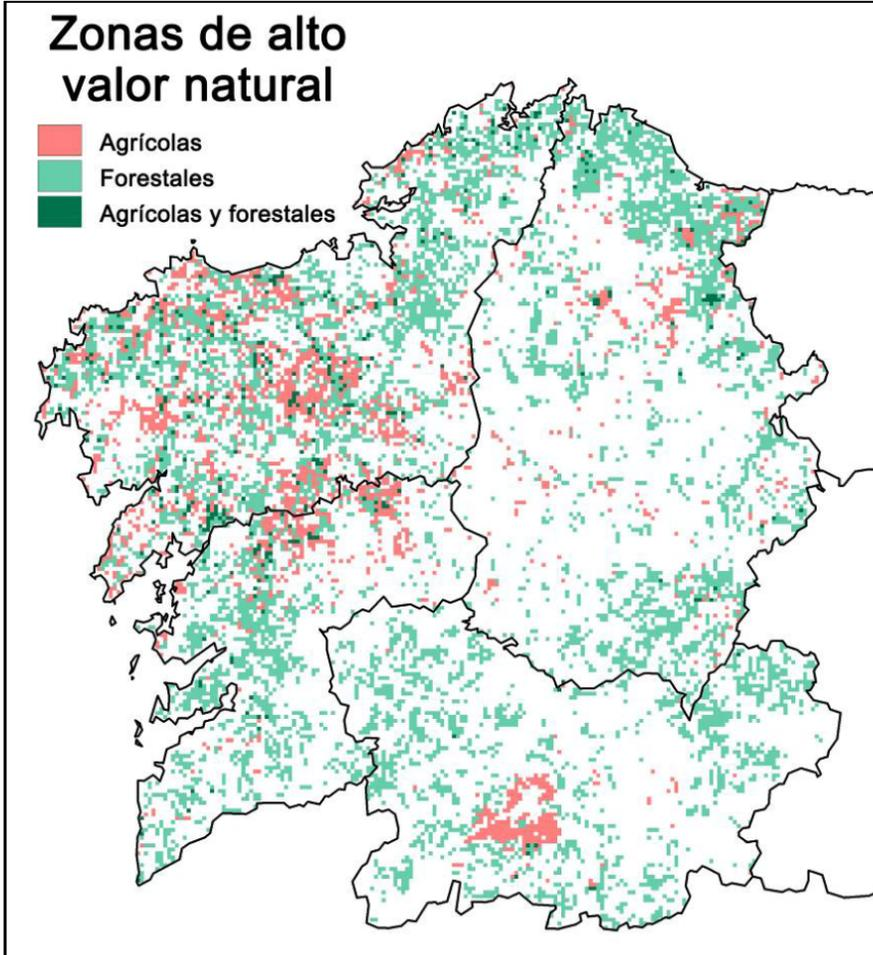 Zonas de alto
valor natural
Agrícolas
Forestales
Agrícolas y forestales